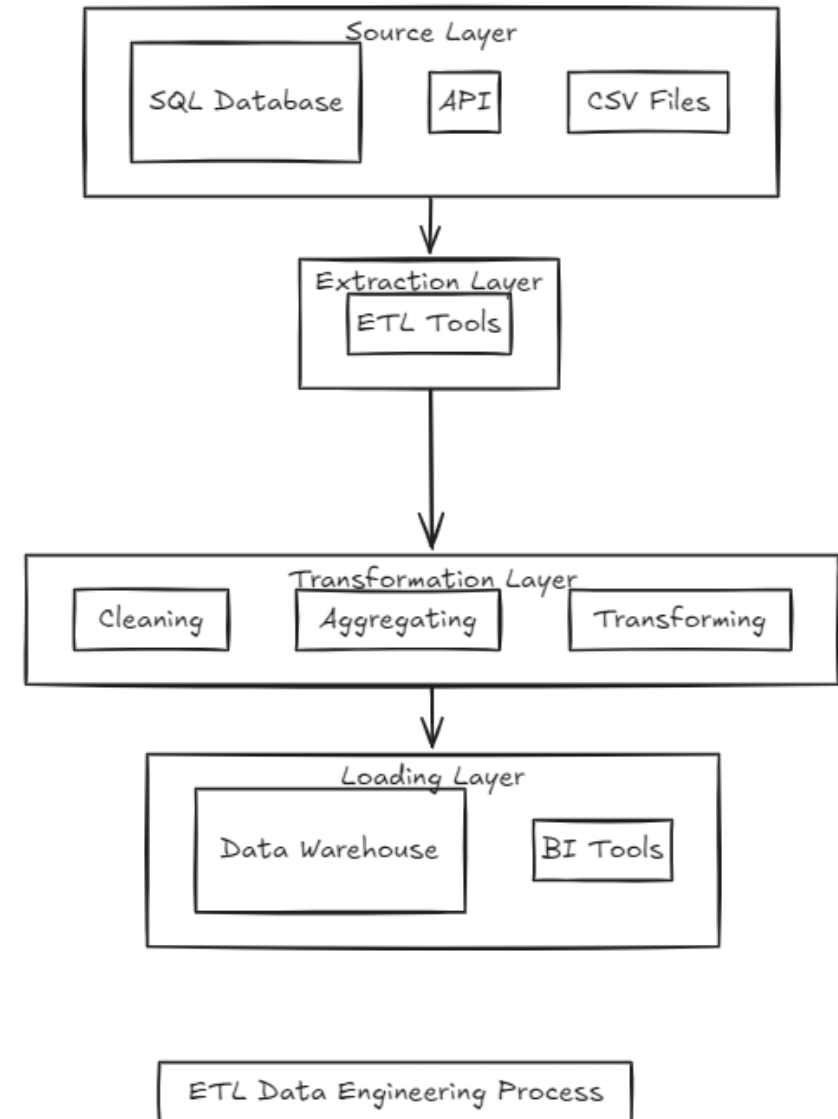 Source Layer
SQL Database
API
CSV Files
Extraction Layer
ETL Tools
Transformation Layer
Cleaning
Aggregating
Transforming
Loading Layer
Data Warehouse
BI Tools
ETL Data Engineering Process